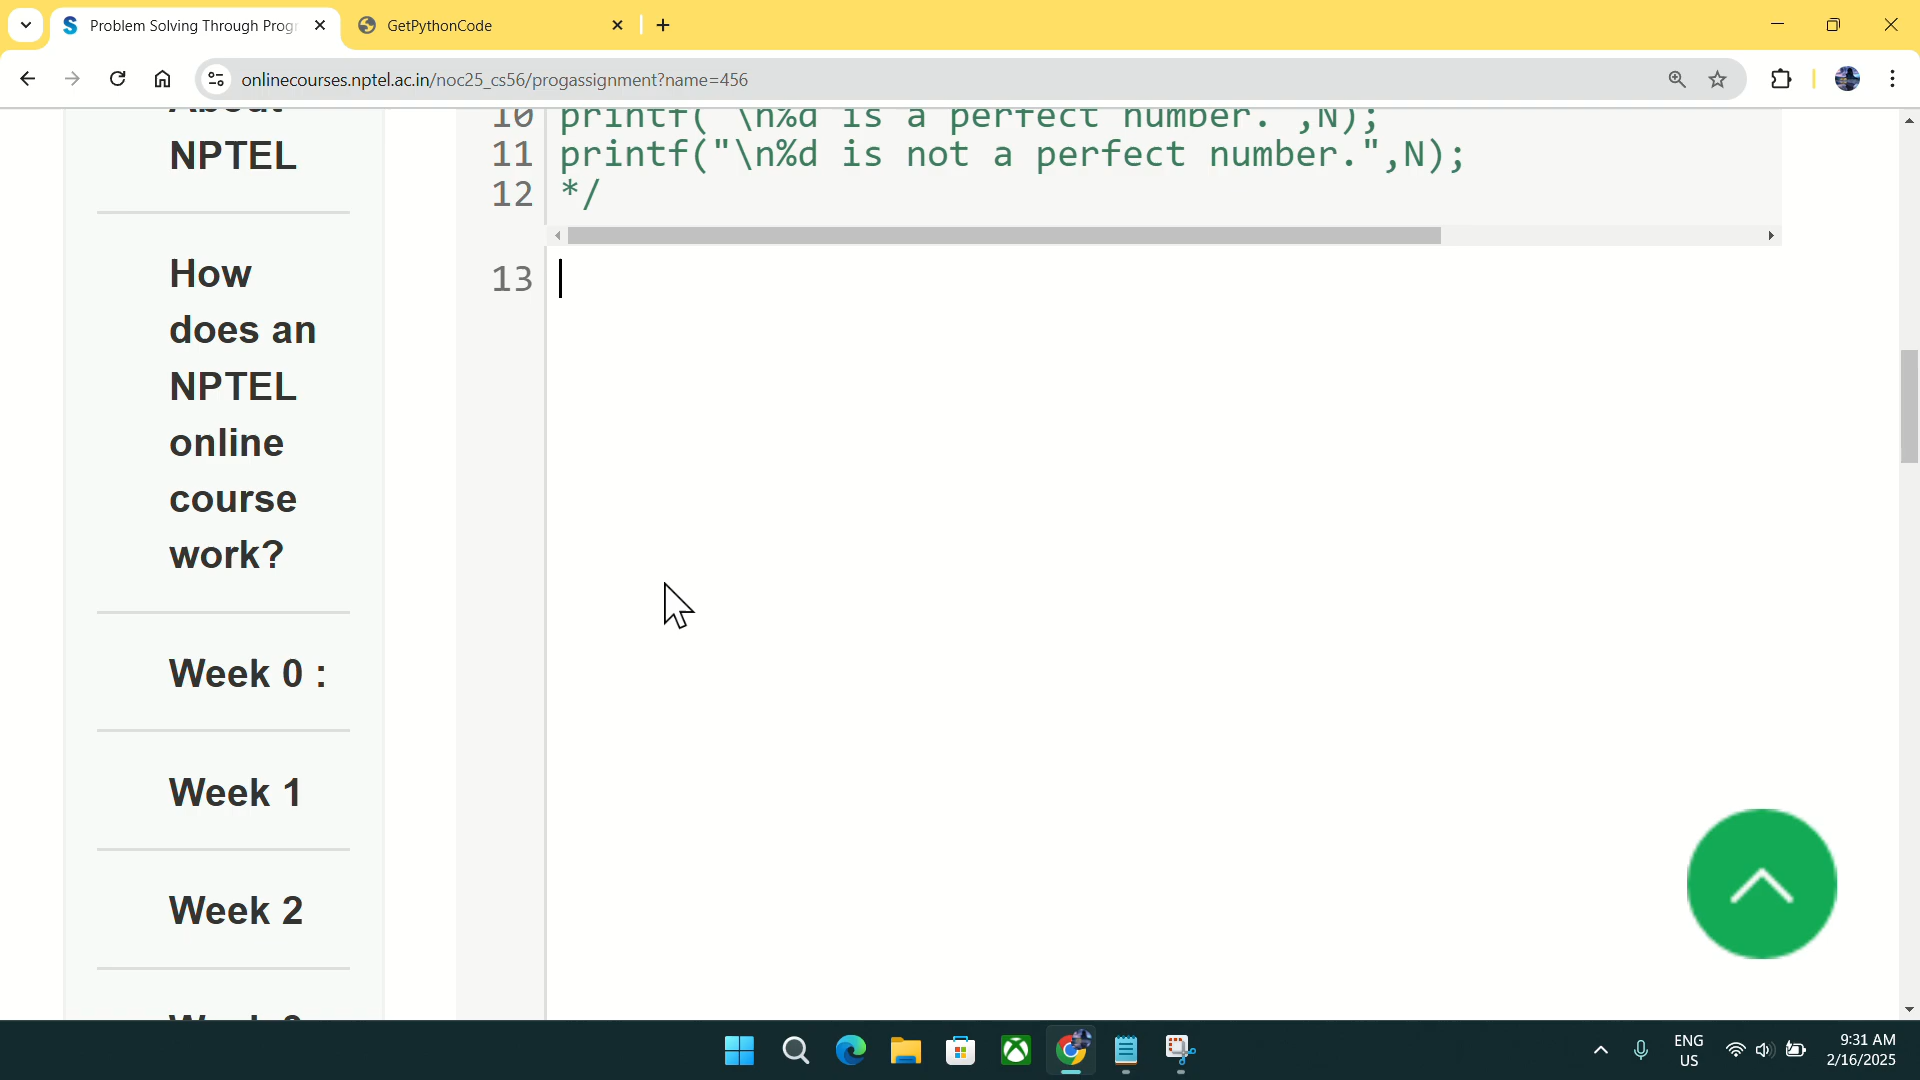 Problem Solving Through Progr
GetPythonCode
onlinecourses.nptel.ac.in/noc25_cs56/progassignment?name=456
About
NPTEL
How
does an
NPTEL
online
course
work?
Week 0 :
Week 1
Week 2
10 printf("\n%d is a perfect number.",N);
11 printf("\n%d is not a perfect number.",N);
12 */
13
ENG
US
9:31 AM
2/16/2025